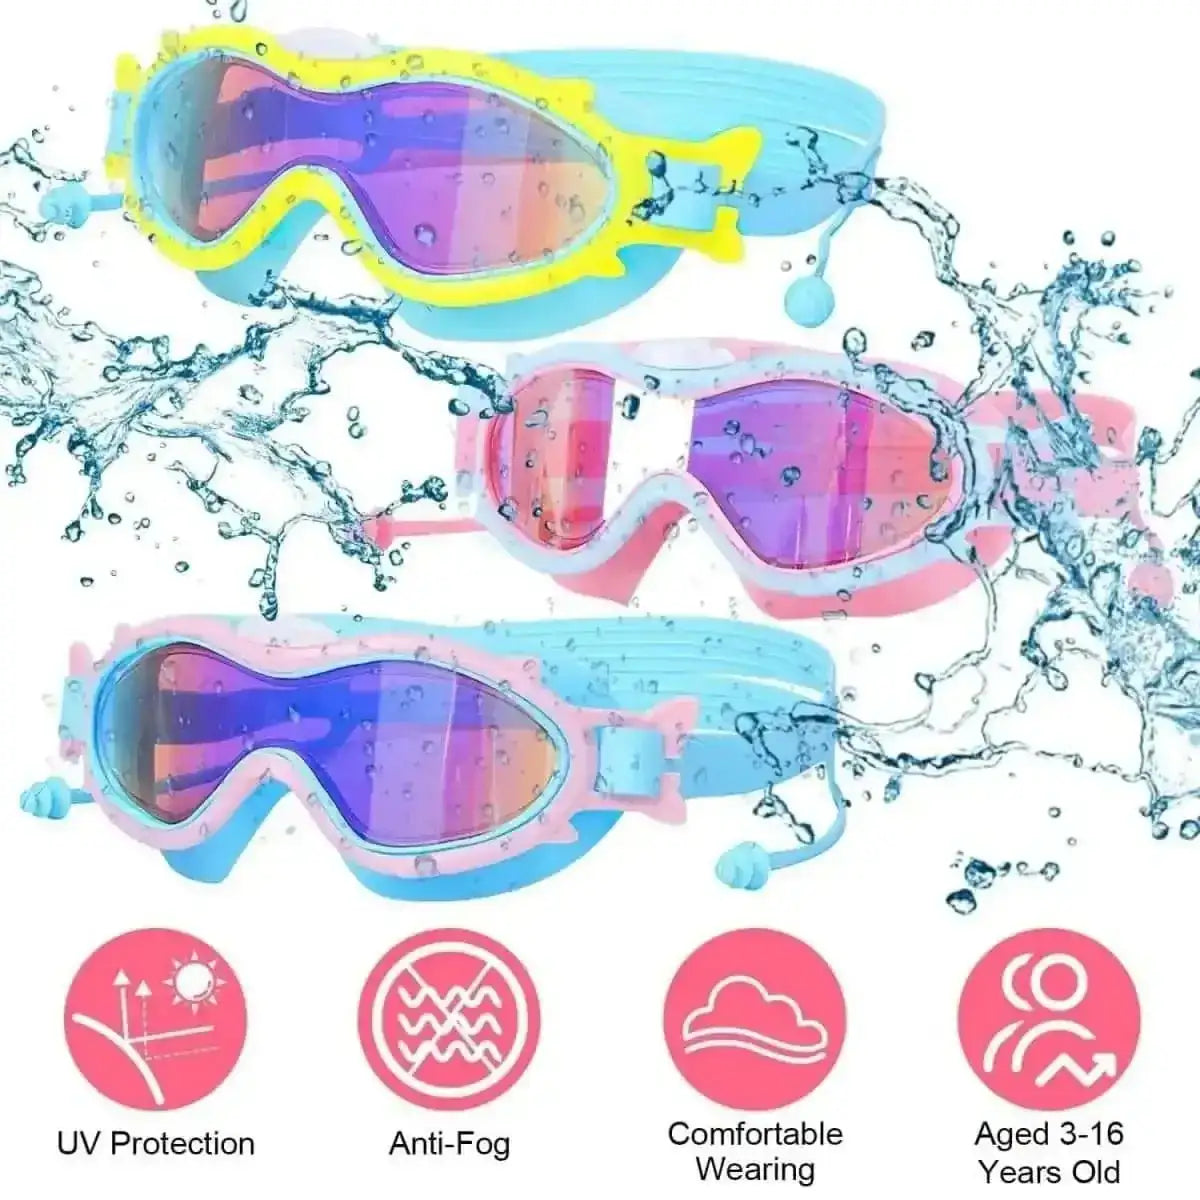 UV Protection
Anti-Fog
Comfortable
Wearing
Aged 3-16
Years Old